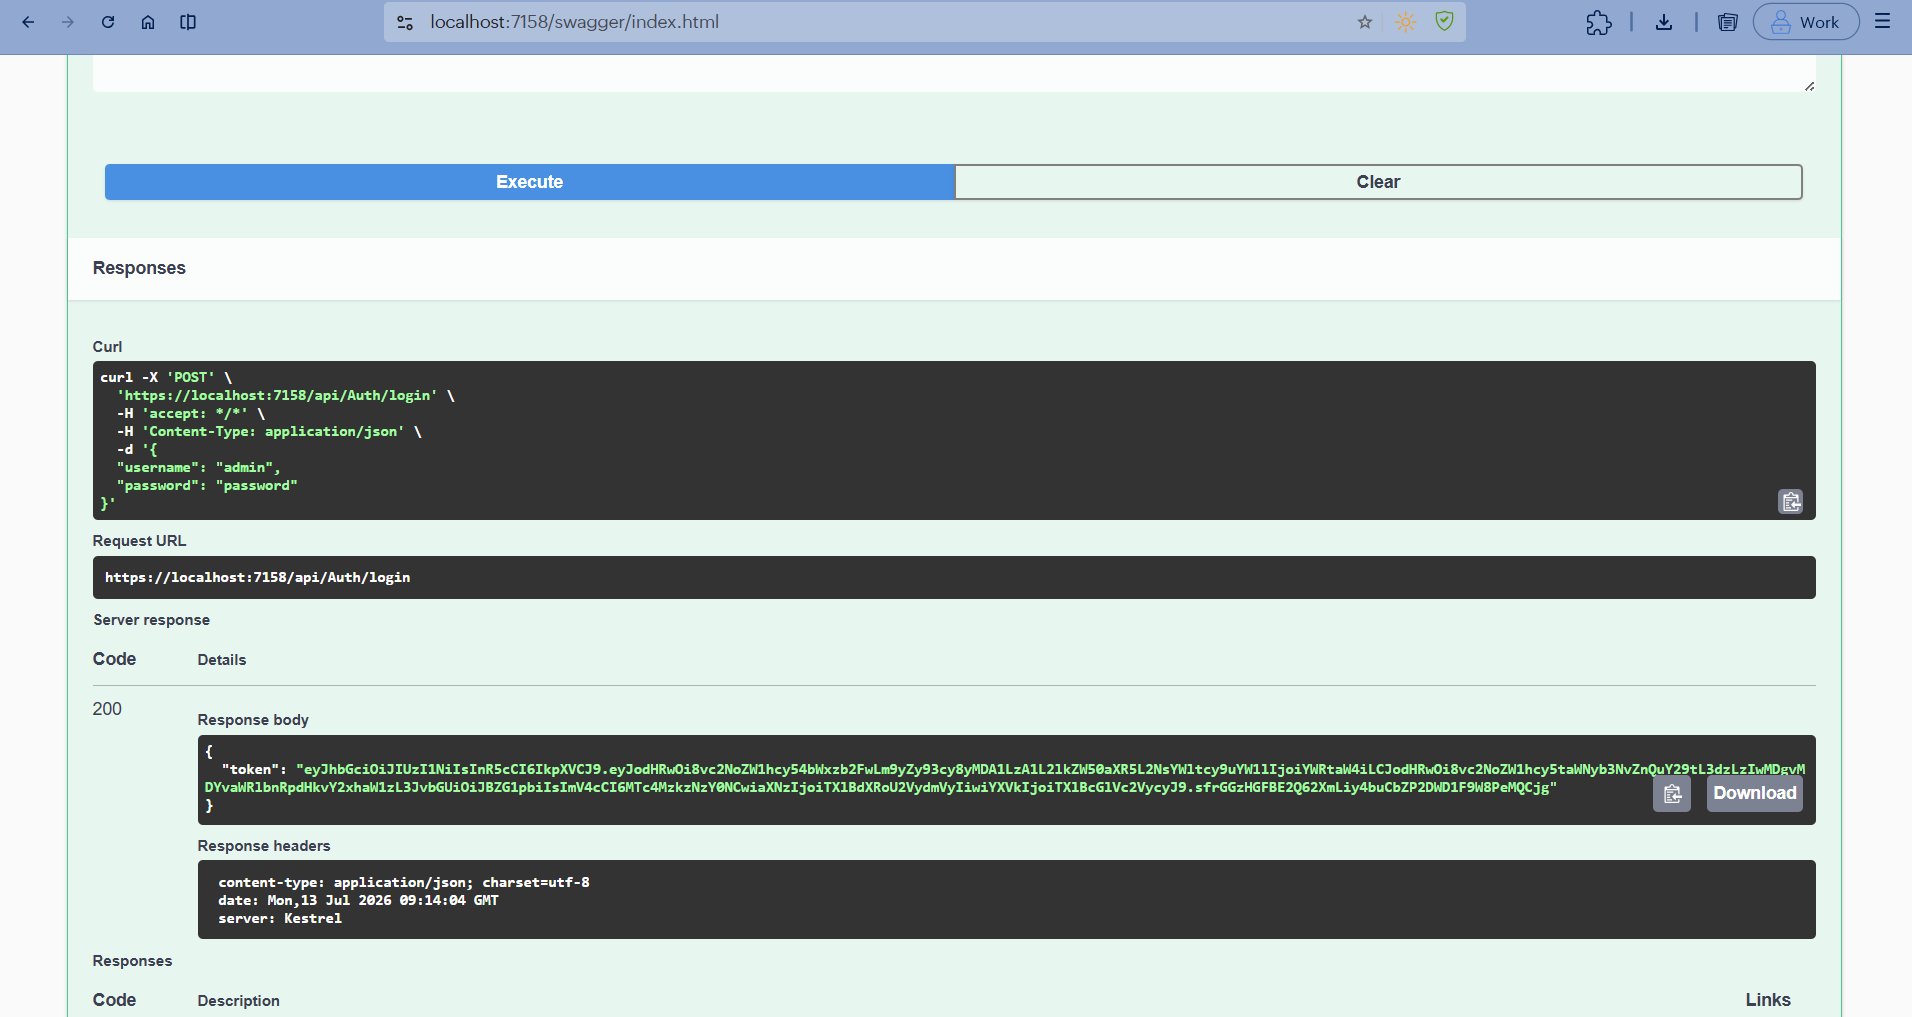 localhost:7158/swagger/index.html
Work
Execute
Clear
Responses
Curl
curl -X 'POST' \
'https://localhost:7158/api/Auth/login' \
-H 'accept: */*' \
-H 'Content-Type: application/json' \
-d '{
"username": "admin",
"password": "password"
}'
Request URL
https://localhost:7158/api/Auth/login
Server response
Code Details
200
Response body
{
"token": "eyJhbGciOiJIUzI1NiIsInR5cCI6IkpXVCJ9.eyJodHRwOi8vc2NoZW1hcy54bWxzb2FwLm9yZy93cy8yMDA1LzA1L2lkZW50aXR5L2NsYWltcy9uYW1lIjoiYWRtaW4iLCJodHRwOi8vc2NoZW1hcy5taWNyb3NvZnQuY29tL3dzLzIwMDgvM
DYvaWRlbnRpdHkvY2xhaW1zL3JvbGUiOiJBZG1pbiIsImV4cCI6MTc4MzkzNzY0NCwiaXNzIjoiTXlBdXRoU2VydmVyIiwiYXVkIjoiTXlBcGlVc2VycyJ9.sfrGGzHGFBE2Q62XmLiy4buCbZP2DWD1F9W8PeMQCjg"
}
Download
Response headers
content-type: application/json; charset=utf-8
date: Mon,13 Jul 2026 09:14:04 GMT
server: Kestrel
Responses
Code Description Links